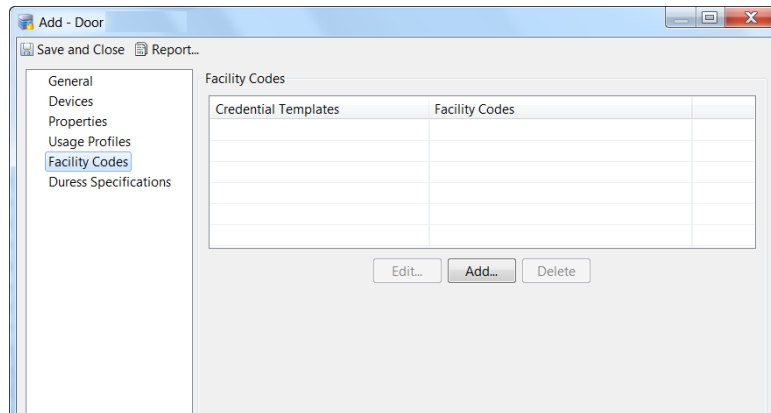 Add - Door
Save and Close Report...
General
Devices
Properties
Usage Profiles
Facility Codes
Duress Specifications
Facility Codes
Credential Templates Facility Codes
Edit... Add... Delete